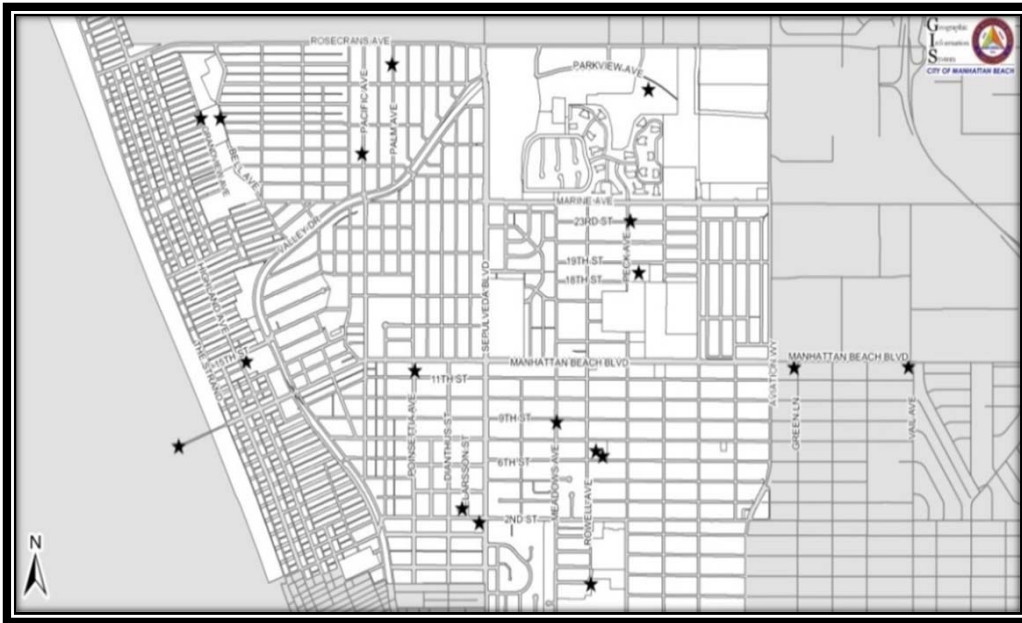 Geographic
Information
System
CITY OF MANHATTAN BEACH
ROSECRANS AVE
PARKVIEW AVE
PACIFIC AVE
PALM AVE
GRANDVIEW AVE
BELL AVE
MARINE AVE
23RD ST
VALLEY DR
PECK AVE
19TH ST
18TH ST
HIGHLAND AVE
SEPULVEDA BLVD
THE STRAND
15TH ST
MANHATTAN BEACH BLVD
MANHATTAN BEACH BLVD
11TH ST
AVIATION WY
POINSETTIA AVE
DIANTHUS ST
LARSSON ST
9TH ST
GREEN LN
VAIL AVE
6TH ST
MEADOWS AVE
ROWELL AVE
2ND ST
N